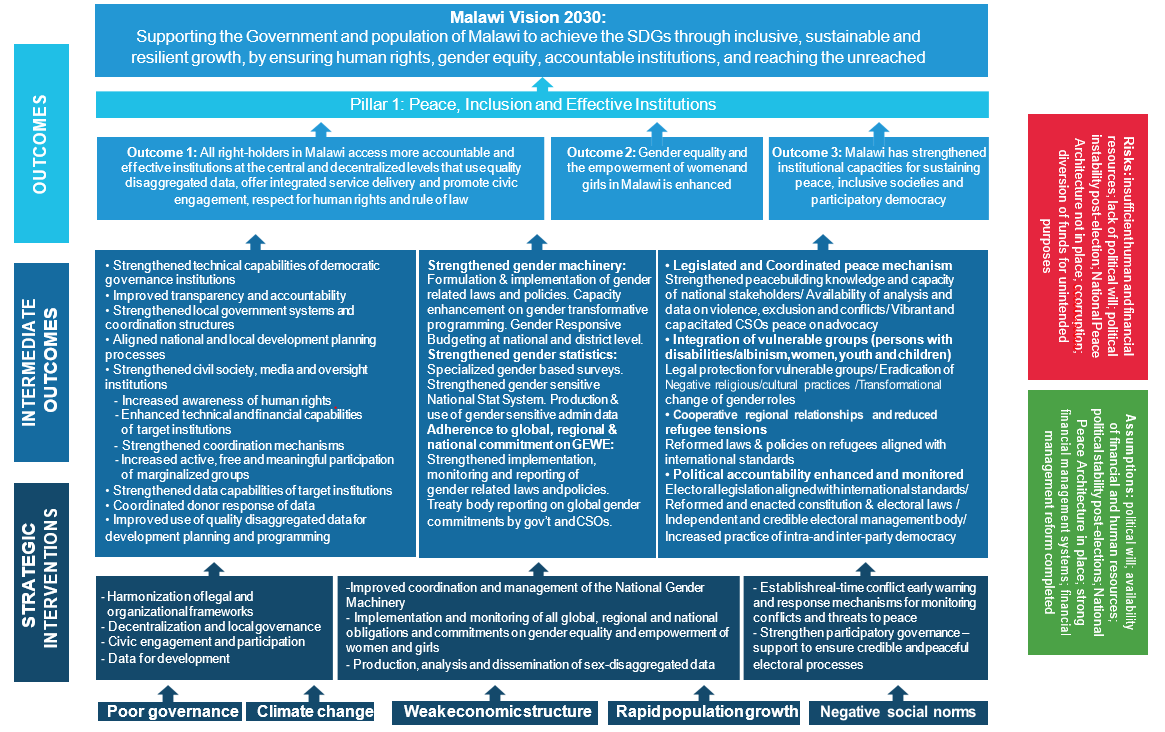 Malawi Vision 2030:
Supporting the Government and population of Malawi to achieve the SDGs through inclusive, sustainable and
resilient growth, by ensuring human rights, gender equity, accountable institutions, and reaching the unreached
OUTCOMES
Pillar 1: Peace, Inclusion and Effective Institutions
Outcome 1: All right-holders in Malawi access more accountable and
effective institutions at the central and decentralized levels that use quality
disaggregated data, offer integrated service delivery and promote civic
engagement, respect for human rights and rule of law
Outcome 2: Gender equality and
the empowerment of womenand
girls in Malawi is enhanced
Outcome 3: Malawi has strengthened
institutional capacities for sustaining
peace, inclusive societies and
participatory democracy
INTERMEDIATE
OUTCOMES
• Strengthened technical capabilities of democratic
governance institutions
• Improved transparency and accountability
• Strengthened local government systems and
coordination structures
• Aligned national and local development planning
processes
• Strengthened civil society, media and oversight
institutions
- Increased awareness of human rights
- Enhanced technical and financial capabilities
of target institutions
- Strengthened coordination mechanisms
- Increased active, free and meaningful participation
of marginalized groups
• Strengthened data capabilities of target institutions
• Coordinated donor response of data
• Improved use of quality disaggregated data for
development planning and programming
Strengthened gender machinery:
Formulation & implementation of gender
related laws and policies. Capacity
enhancement on gender transformative
programming. Gender Responsive
Budgeting at national and district level.
Strengthened gender statistics:
Specialized gender based surveys.
Strengthened gender sensitive
National Stat System. Production &
use of gender sensitive admin data
Adherence to global, regional &
national commitment on GEWE:
Strengthened implementation,
monitoring and reporting of
gender related laws and policies.
Treaty body reporting on global gender
commitments by gov't and CSOs.
• Legislated and Coordinated peace mechanism
Strengthened peacebuilding knowledge and capacity
of national stakeholders/ Availability of analysis and
data on violence, exclusion and conflicts/ Vibrant and
capacitated CSOs peace on advocacy
• Integration of vulnerable groups (persons with
disabilities/albinism, women, youth and children)
Legal protection for vulnerable groups/ Eradication of
Negative religious/cultural practices /Transformational
change of gender roles
• Cooperative regional relationships and reduced
refugee tensions
Reformed laws & policies on refugees aligned with
international standards
• Political accountability enhanced and monitored
Electoral legislation aligned with international standards/
Reformed and enacted constitution & electoral laws /
Independent and credible electoral management body/
Increased practice of intra-and inter-party democracy
STRATEGIC
INTERVENTIONS
- Harmonization of legal and
organizational frameworks
- Decentralization and local governance
- Civic engagement and participation
- Data for development
-Improved coordination and management of the National Gender
Machinery
- Implementation and monitoring of all global, regional and national
obligations and commitments on gender equality and empowerment of
women and girls
- Production, analysis and dissemination of sex-disaggregated data
- Establish real-time conflict early warning
and response mechanisms for monitoring
conflicts and threats to peace
- Strengthen participatory governance –
support to ensure credible and peaceful
electoral processes
Poor governance
Climate change
Weak economic structure
Rapid population growth
Negative social norms
Risks: insufficient human and financial
resources; lack of political will; political
instability post-election; National Peace
Architecture not in place; ccorruption;
diversion of funds for unintended
purposes
Assumptions: political will; availability
of financial and human resources;
political stability post-elections; National
Peace Architecture in place; strong
financial management systems; financial
management reform completed